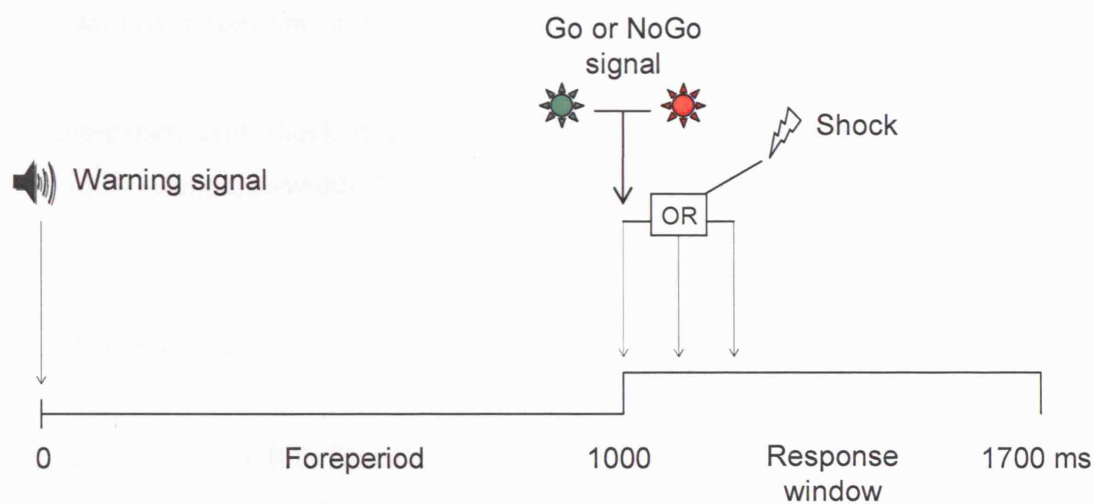 Go or NoGo
signal
Shock
Warning signal
OR
0 Foreperiod 1000 Response 1700 ms
window